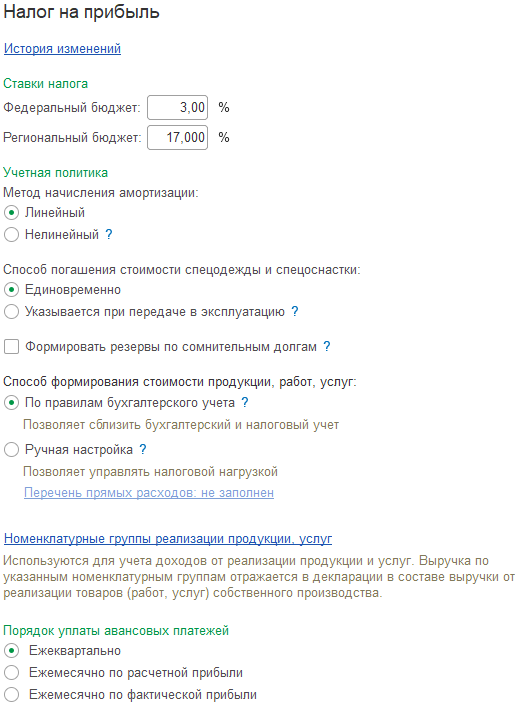 Налог на прибыль
История изменений
Ставки налога
Федеральный бюджет: 3,00 %
Региональный бюджет: 17,000 %
Учетная политика
Метод начисления амортизации:
Линейный
Нелинейный ?
Способ погашения стоимости спецодежды и спецоснастки:
Единовременно
Указывается при передаче в эксплуатацию ?
Формировать резервы по сомнительным долгам ?
Способ формирования стоимости продукции, работ, услуг:
По правилам бухгалтерского учета ?
Позволяет сблизить бухгалтерский и налоговый учет
Ручная настройка ?
Позволяет управлять налоговой нагрузкой
Перечень прямых расходов: не заполнен
Номенклатурные группы реализации продукции, услуг
Используются для учета доходов от реализации продукции и услуг. Выручка по
указанным номенклатурным группам отражается в декларации в составе выручки от
реализации товаров (работ, услуг) собственного производства.
Порядок уплаты авансовых платежей
Ежеквартально
Ежемесячно по расчетной прибыли
Ежемесячно по фактической прибыли